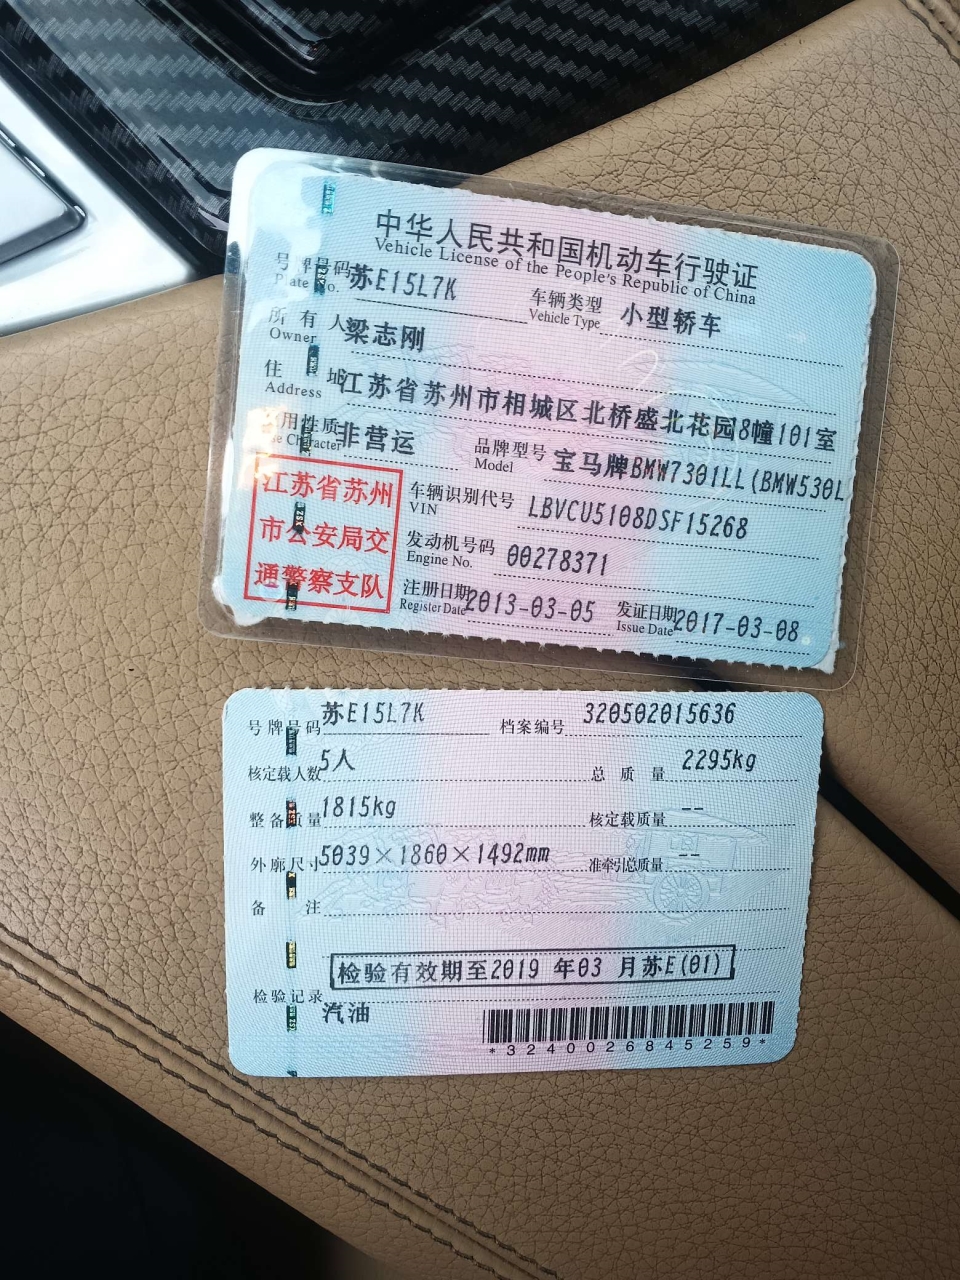 中华人民共和国机动车行驶证
Vehicle License of the People's Republic of China
号牌号码 苏E15L7K 车辆类型 小型轿车
Plate No. Vehicle Type
所有人 梁志刚
Owner
住址 江苏省苏州市相城区北桥盛北花园8幢101室
Address
使用性质 非营运 品牌型号 宝马牌BMW7301LL(BMW530L
Use Character Model
江苏省苏州
市公安局交
通警察支队
车辆识别代号 LBVCU5108DSF15268
VIN
发动机号码 00278371
Engine No.
注册日期 2013-03-05 发证日期 2017-03-08
Register Date Issue Date
号牌号码 苏E15L7K 档案编号 320502015636
核定载人数 5人 总质量 2295kg
整备质量 1815kg 核定载质量 --
外廓尺寸 5039×1860×1492mm 准牵引总质量 --
备注
检验有效期至2019 年03 月苏E(01)
检验记录
汽油
*3240026845259*